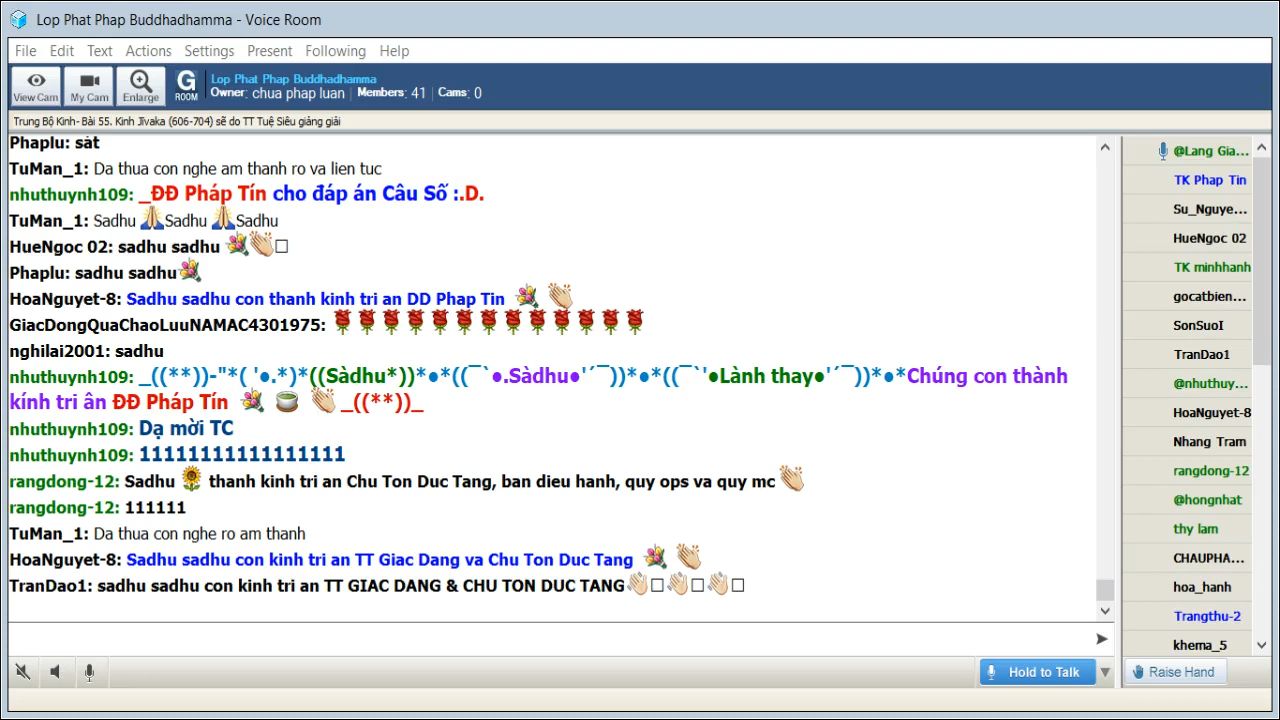 Lop Phat Phap Buddhadhamma - Voice Room
File Edit Text Actions Settings Present Following Help
View Cam My Cam Enlarge G ROOM
Lop Phat Phap Buddhadhamma
Owner: chua phap luan Members: 41 Cams: 0
Trung Bộ Kinh- Bài 55. Kinh Jīvaka (606-704) sẽ do TT Tuệ Siêu giảng giải
Phaplu: sát
TuMan_1: Da thua con nghe am thanh ro va lien tuc
nhuthuynh109: _ĐĐ Pháp Tín cho đáp án Câu Số :.D.
TuMan_1: Sadhu 🙏Sadhu 🙏Sadhu
HueNgoc 02: sadhu sadhu 💐👏□
Phaplu: sadhu sadhu💐
HoaNguyet-8: Sadhu sadhu con thanh kinh tri an DD Phap Tin 💐 👏
GiacDongQuaChaoLuuNAMAC4301975: 🌹🌹🌹🌹🌹🌹🌹🌹🌹🌹🌹🌹🌹
nghilai2001: sadhu
nhuthuynh109: _((**))-"*( '●.*)*((Sàdhu*))*●*((¯`●.Sàdhu●'´¯))*●*((¯`'●Lành thay●'´¯))*●*Chúng con thành
kính tri ân ĐĐ Pháp Tín 💐 🍵 👏 _((**))_
nhuthuynh109: Dạ mời TC
nhuthuynh109: 11111111111111111
rangdong-12: Sadhu 🌻 thanh kinh tri an Chu Ton Duc Tang, ban dieu hanh, quy ops va quy mc 👏
rangdong-12: 111111
TuMan_1: Da thua con nghe ro am thanh
HoaNguyet-8: Sadhu sadhu con kinh tri an TT Giac Dang va Chu Ton Duc Tang 💐 👏
TranDao1: sadhu sadhu con kinh tri an TT GIAC DANG & CHU TON DUC TANG👏□👏□👏□
@Lang Gia...
TK Phap Tin
Su_Nguye...
HueNgoc 02
TK minhhanh
gocatbien...
SonSuoI
TranDao1
@nhuthuy...
HoaNguyet-8
Nhang Tram
rangdong-12
@hongnhat
thy lam
CHAUPHA...
hoa_hanh
Trangthu-2
khema_5
Hold to Talk
Raise Hand